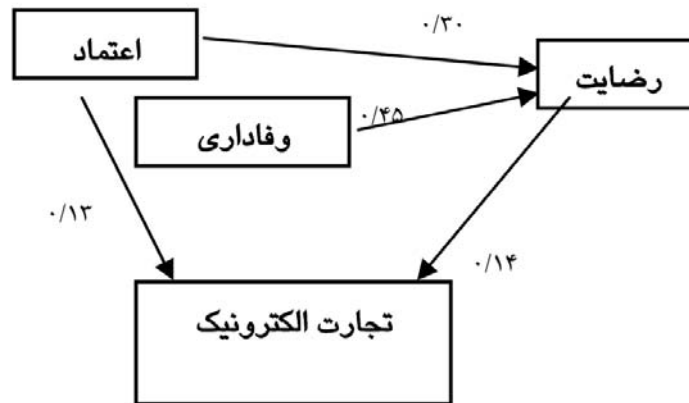 ۰/۳۰
اعتماد
رضایت
۰/۴۵
وفاداری
۰/۱۳
۰/۱۴
تجارت الکترونیک